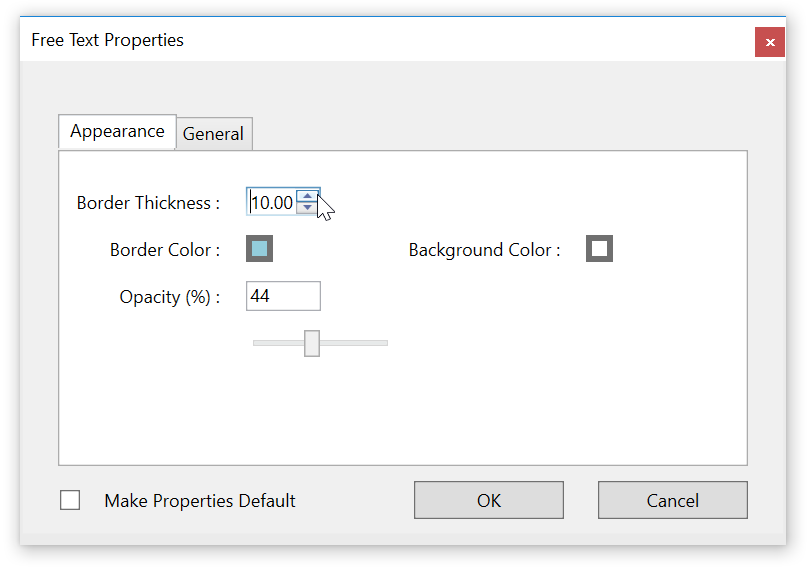 Free Text Properties
Appearance General
Border Thickness : 10.00
Border Color : Background Color :
Opacity (%) : 44
Make Properties Default OK Cancel